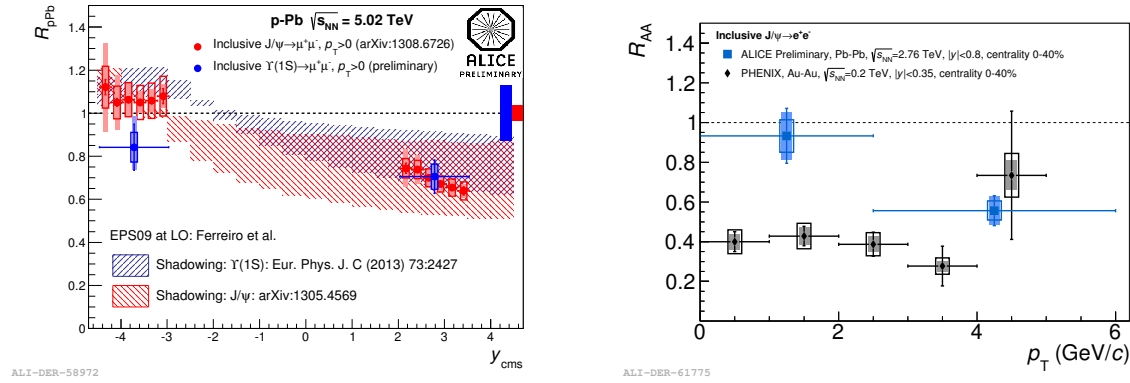 p-Pb √sNN = 5.02 TeV
Inclusive J/ψ→μ+μ-, pT>0 (arXiv:1308.6726)
Inclusive ϒ(1S)→μ+μ-, pT>0 (preliminary)
ALICE
PRELIMINARY
RpPb
1.4
1.2
1
0.8
0.6
0.4
0.2
0
EPS09 at LO: Ferreiro et al.
Shadowing: ϒ(1S): Eur. Phys. J. C (2013) 73:2427
Shadowing: J/ψ: arXiv:1305.4569
-4 -3 -2 -1 0 1 2 3 4
ycms
ALI-DER-58972
RAA
1.4
1.2
1
0.8
0.6
0.4
0.2
0
Inclusive J/ψ→e+e-
ALICE Preliminary, Pb-Pb, √sNN=2.76 TeV, |y|<0.8, centrality 0-40%
PHENIX, Au-Au, √sNN=0.2 TeV, |y|<0.35, centrality 0-40%
0 2 4 6
pT (GeV/c)
ALI-DER-61775